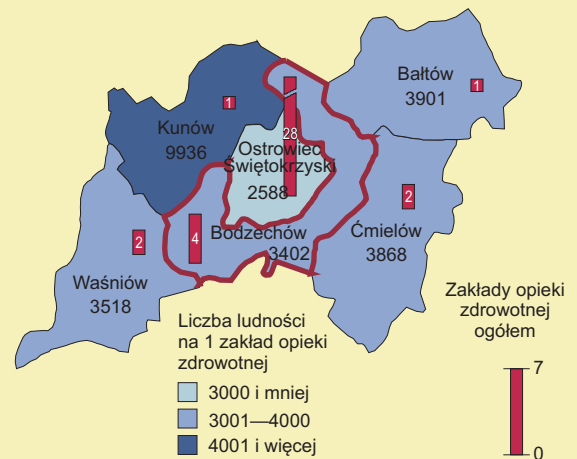 Bałtów
3901
1
1
Kunów
9936
28
Ostrowiec
Świętokrzyski
2588
2
4
2
Bodzechów
3402
Ćmielów
3868
Waśniów
3518
Liczba ludności
na 1 zakład opieki
zdrowotnej
3000 i mniej
3001—4000
4001 i więcej
Zakłady opieki
zdrowotnej
ogółem
7
0